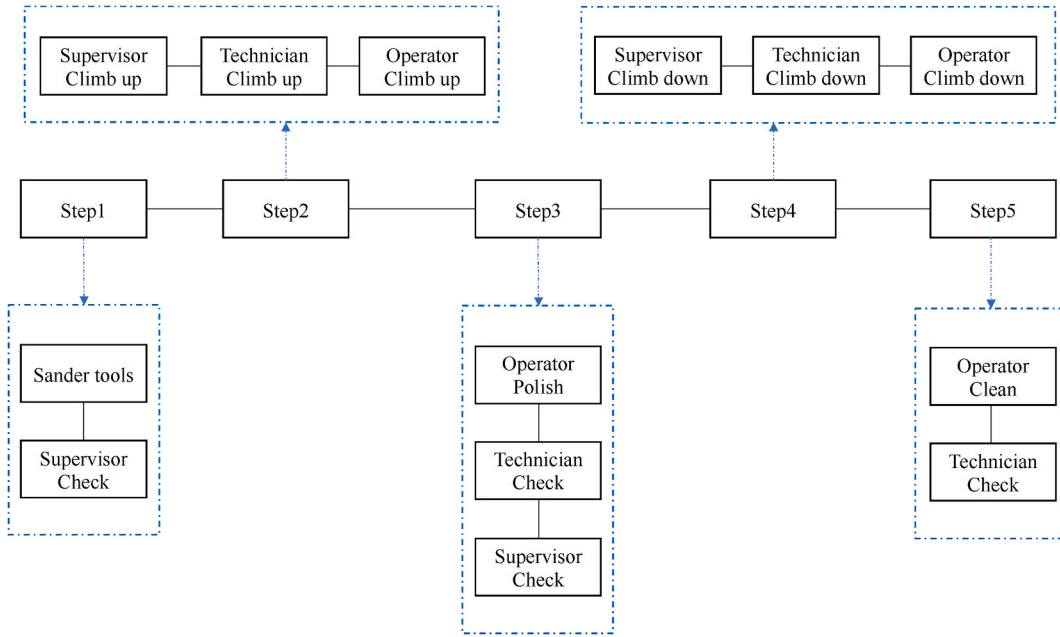 Supervisor
Climb up
Technician
Climb up
Operator
Climb up
Supervisor
Climb down
Technician
Climb down
Operator
Climb down
Step1
Step2
Step3
Step4
Step5
Sander tools
Supervisor
Check
Operator
Polish
Technician
Check
Supervisor
Check
Operator
Clean
Technician
Check